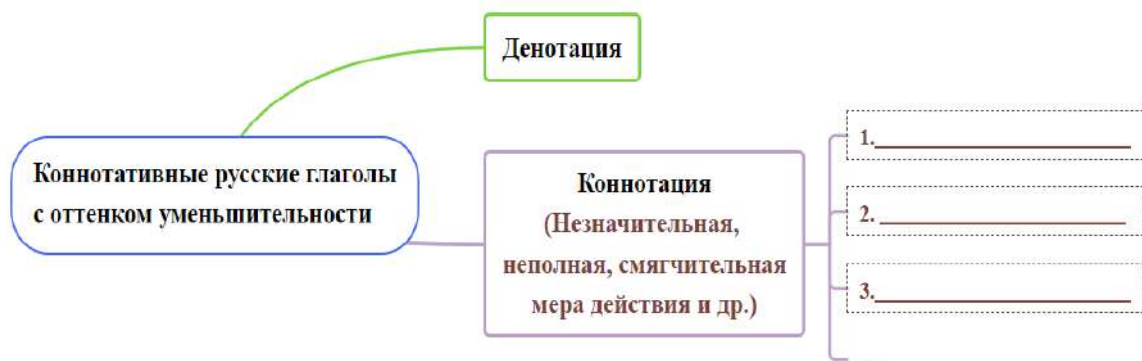 Денотация
Коннотативные русские глаголы
с оттенком уменьшительности
Коннотация
(Незначительная,
неполная, смягчительная
мера действия и др.)
1.
2.
3.